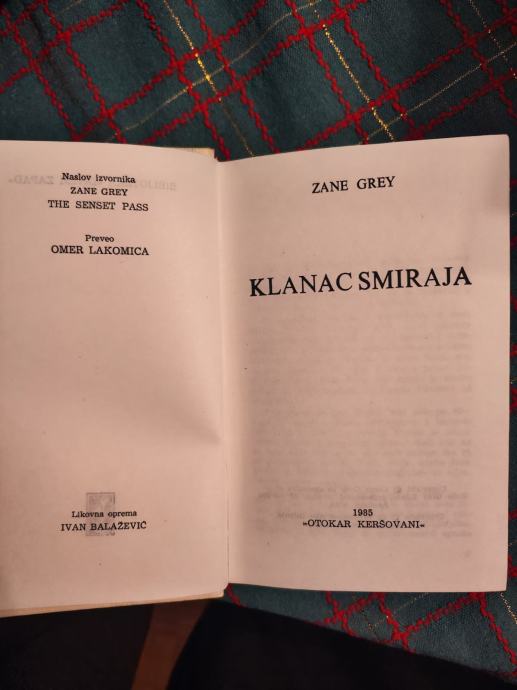 Naslov izvornika
ZANE GREY
THE SENSET PASS
Preveo
OMER LAKOMICA
Likovna oprema
IVAN BALAŽEVIĆ
ZANE GREY
KLANAC SMIRAJA
1985
»OTOKAR KERŠOVANI«